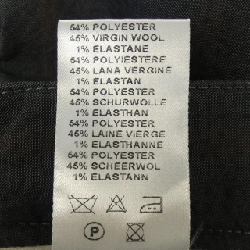 54% POLYESTER
45% VIRGIN WOOL
1% ELASTANE
54% POLYIESTERE
45% LANA VERGINE
1% ELASTAN
54% POLYESTER
45% SCHURWOLLE
1% ELASTHAN
54% POLYESTER
45% LAINE VIERGE
1% ELASTHANNE
54% POLYESTER
45% SCHEERWOL
1% ELASTANN
P